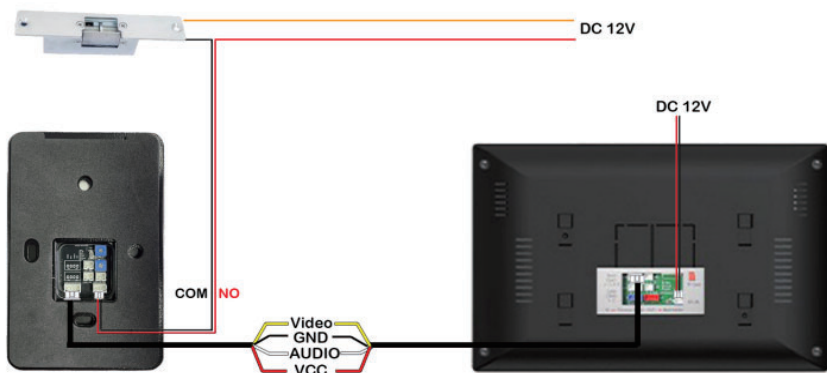 DC 12V
DC 12V
COM NO
Video
GND
AUDIO
VCC